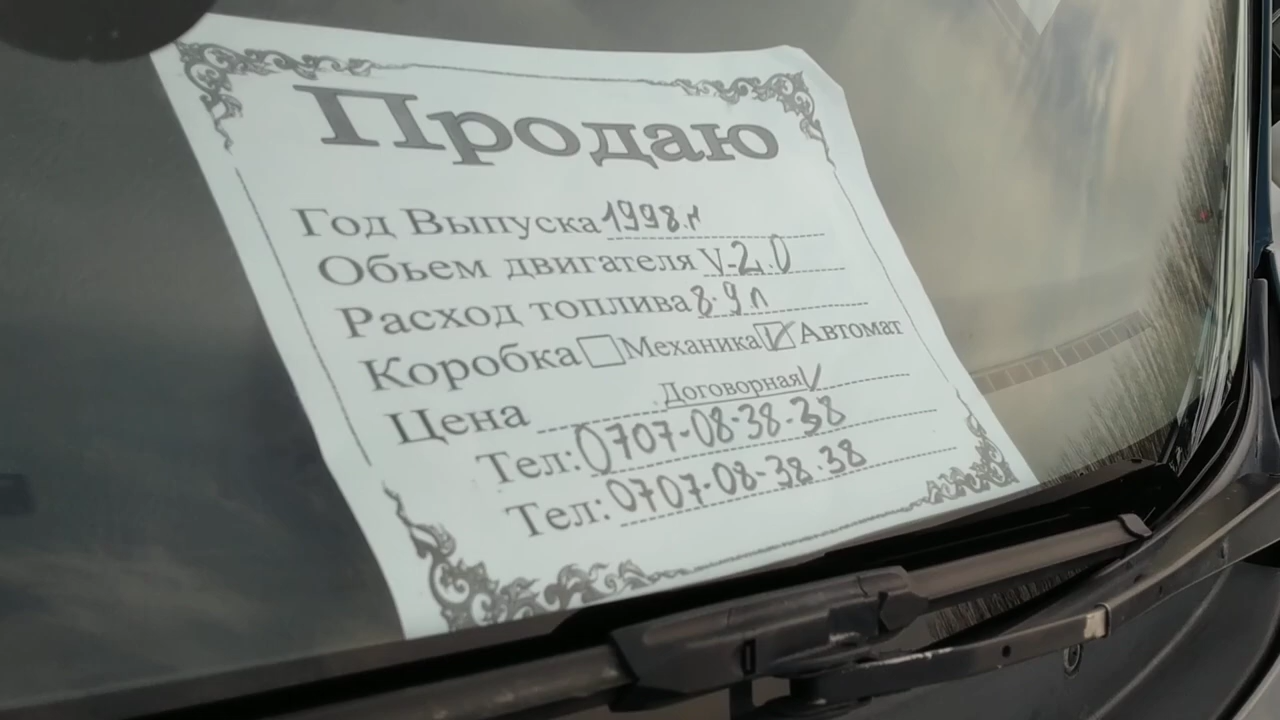 Продаю
Год Выпуска 1998.г
Обьем двигателя V-2.0
Расход топлива 8-9л
Коробка ☐ Механика ☑ Автомат
Цена Договорная ✓
Тел: 0707-08-38-38
Тел: 0707-08-38.38